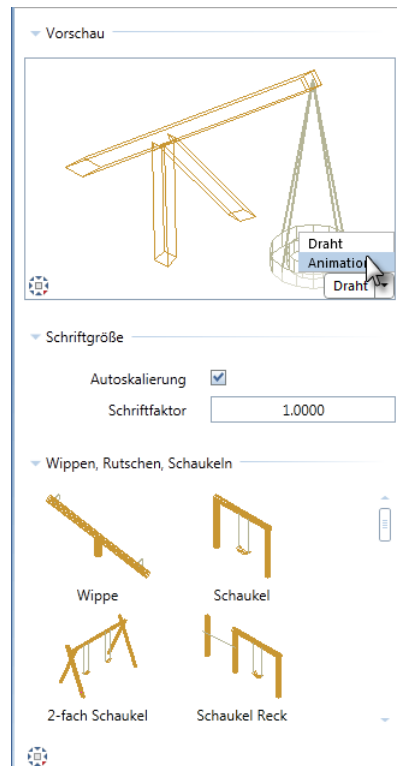 Vorschau
Draht
Animation
Draht
Schriftgröße
Autoskalierung
Schriftfaktor 1.0000
Wippen, Rutschen, Schaukeln
Wippe Schaukel
2-fach Schaukel Schaukel Reck